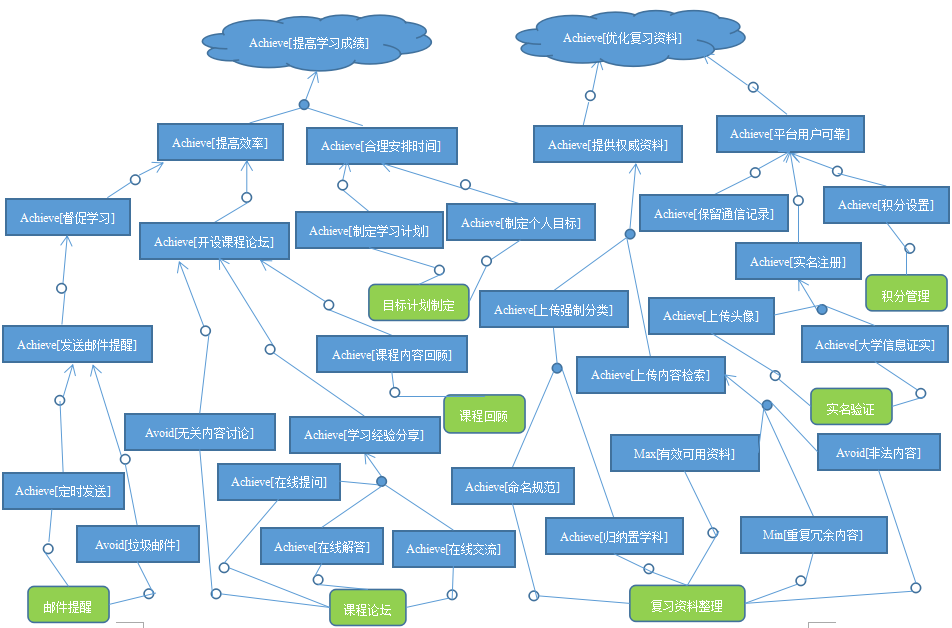 Achieve[提高学习成绩]
Achieve[优化复习资料]
Achieve[提高效率]
Achieve[合理安排时间]
Achieve[提供权威资料]
Achieve[平台用户可靠]
Achieve[督促学习]
Achieve[开设课程论坛]
Achieve[制定学习计划]
Achieve[制定个人目标]
Achieve[保留通信记录]
Achieve[积分设置]
Achieve[实名注册]
目标计划制定
Achieve[上传强制分类]
积分管理
Achieve[发送邮件提醒]
Achieve[课程内容回顾]
Achieve[上传头像]
Achieve[大学信息证实]
Achieve[上传内容检索]
课程回顾
实名验证
Avoid[无关内容讨论]
Achieve[学习经验分享]
Max[有效可用资料]
Avoid[非法内容]
Achieve[定时发送]
Achieve[在线提问]
Achieve[命名规范]
Avoid[垃圾邮件]
Achieve[在线解答]
Achieve[在线交流]
Achieve[归纳置学科]
Min[重复冗余内容]
邮件提醒
课程论坛
复习资料整理